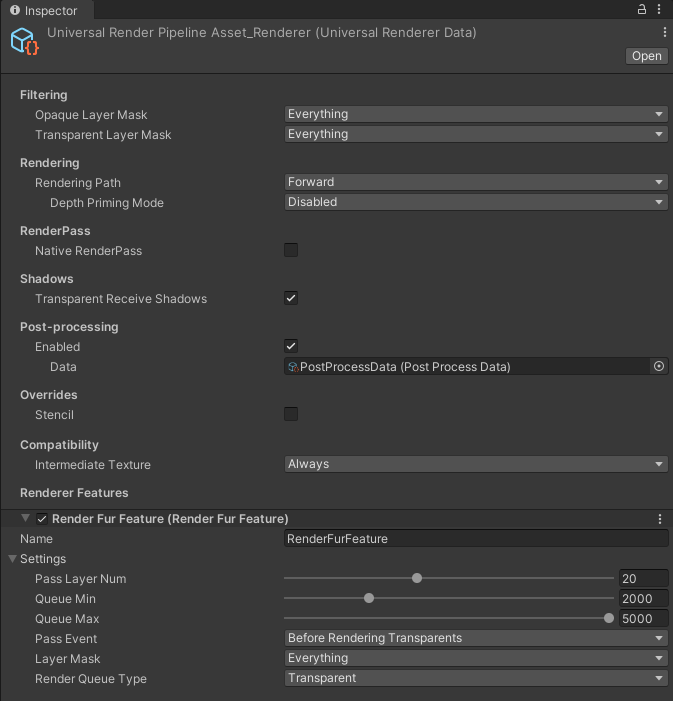 Inspector
Universal Render Pipeline Asset_Renderer (Universal Renderer Data)
Open
Filtering
Opaque Layer Mask Everything
Transparent Layer Mask Everything
Rendering
Rendering Path Forward
Depth Priming Mode Disabled
RenderPass
Native RenderPass
Shadows
Transparent Receive Shadows
Post-processing
Enabled
Data PostProcessData (Post Process Data)
Overrides
Stencil
Compatibility
Intermediate Texture Always
Renderer Features
Render Fur Feature (Render Fur Feature)
Name RenderFurFeature
Settings
Pass Layer Num 20
Queue Min 2000
Queue Max 5000
Pass Event Before Rendering Transparents
Layer Mask Everything
Render Queue Type Transparent